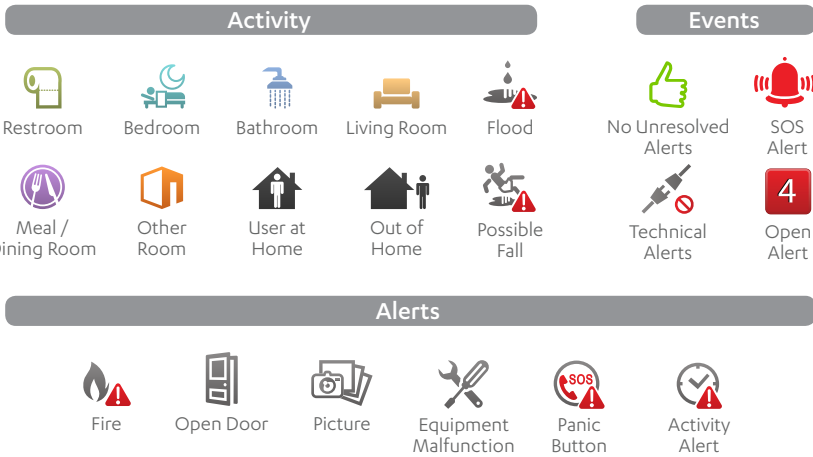 Activity
Events
Restroom
Bedroom
Bathroom
Living Room
Flood
No Unresolved
Alerts
SOS
Alert
Meal /
ining Room
Other
Room
User at
Home
Out of
Home
Possible
Fall
Technical
Alerts
4
Open
Alert
Alerts
SOS
Fire
Open Door
Picture
Equipment
Malfunction
Panic
Button
Activity
Alert